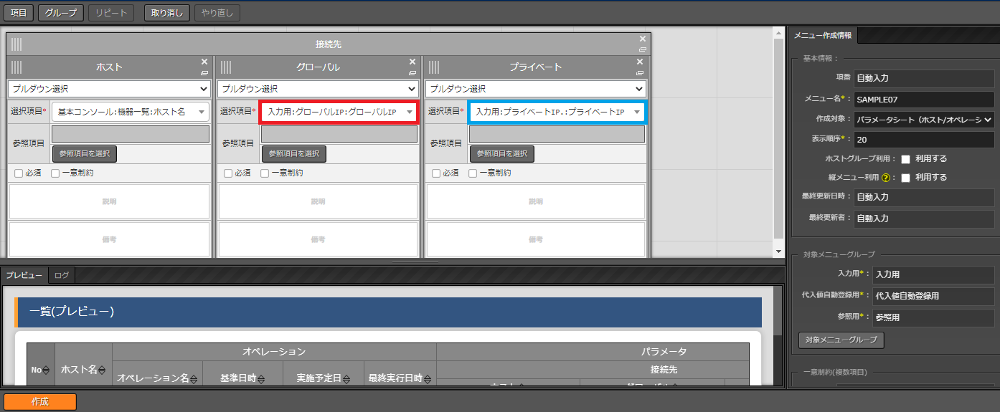 項目 グループ リピート 取り消し やり直し
接続先
ホスト グローバル プライベート
プルダウン選択 プルダウン選択 プルダウン選択
選択項目* 基本コンソール:機器一覧:ホスト名 選択項目* 入力用:グローバルIP:グローバルIP 選択項目* 入力用:プライベートIP.:プライベートIP
参照項目 参照項目を選択 参照項目 参照項目を選択 参照項目 参照項目を選択
必須 一意制約 必須 一意制約 必須 一意制約
説明 説明 説明
備考 備考 備考
メニュー作成情報
基本情報：
項番 自動入力
メニュー名*： SAMPLE07
作成対象： パラメータシート（ホスト/オペレーシ
表示順序*： 20
ホストグループ利用： 利用する
縦メニュー利用?： 利用する
最終更新日時： 自動入力
最終更新者： 自動入力
対象メニューグループ
入力用*： 入力用
代入値自動登録用*： 代入値自動登録用
参照用*： 参照用
対象メニューグループ
一意制約(複数項目)
プレビュー ログ
一覧(プレビュー)
オペレーション パラメータ
No ホスト名 接続先
オペレーション名 基準日時 実施予定日 最終実行日時
作成